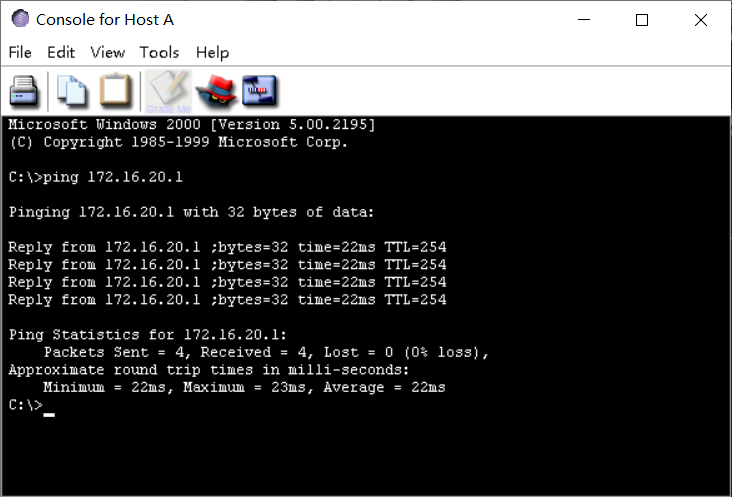 Console for Host A
File Edit View Tools Help
Grade Me
Microsoft Windows 2000 [Version 5.00.2195]
(C) Copyright 1985-1999 Microsoft Corp.
C:\>ping 172.16.20.1
Pinging 172.16.20.1 with 32 bytes of data:
Reply from 172.16.20.1 ;bytes=32 time=22ms TTL=254
Reply from 172.16.20.1 ;bytes=32 time=22ms TTL=254
Reply from 172.16.20.1 ;bytes=32 time=22ms TTL=254
Reply from 172.16.20.1 ;bytes=32 time=22ms TTL=254
Ping Statistics for 172.16.20.1:
    Packets Sent = 4, Received = 4, Lost = 0 (0% loss),
Approximate round trip times in milli-seconds:
    Minimum = 22ms, Maximum = 23ms, Average = 22ms
C:\>